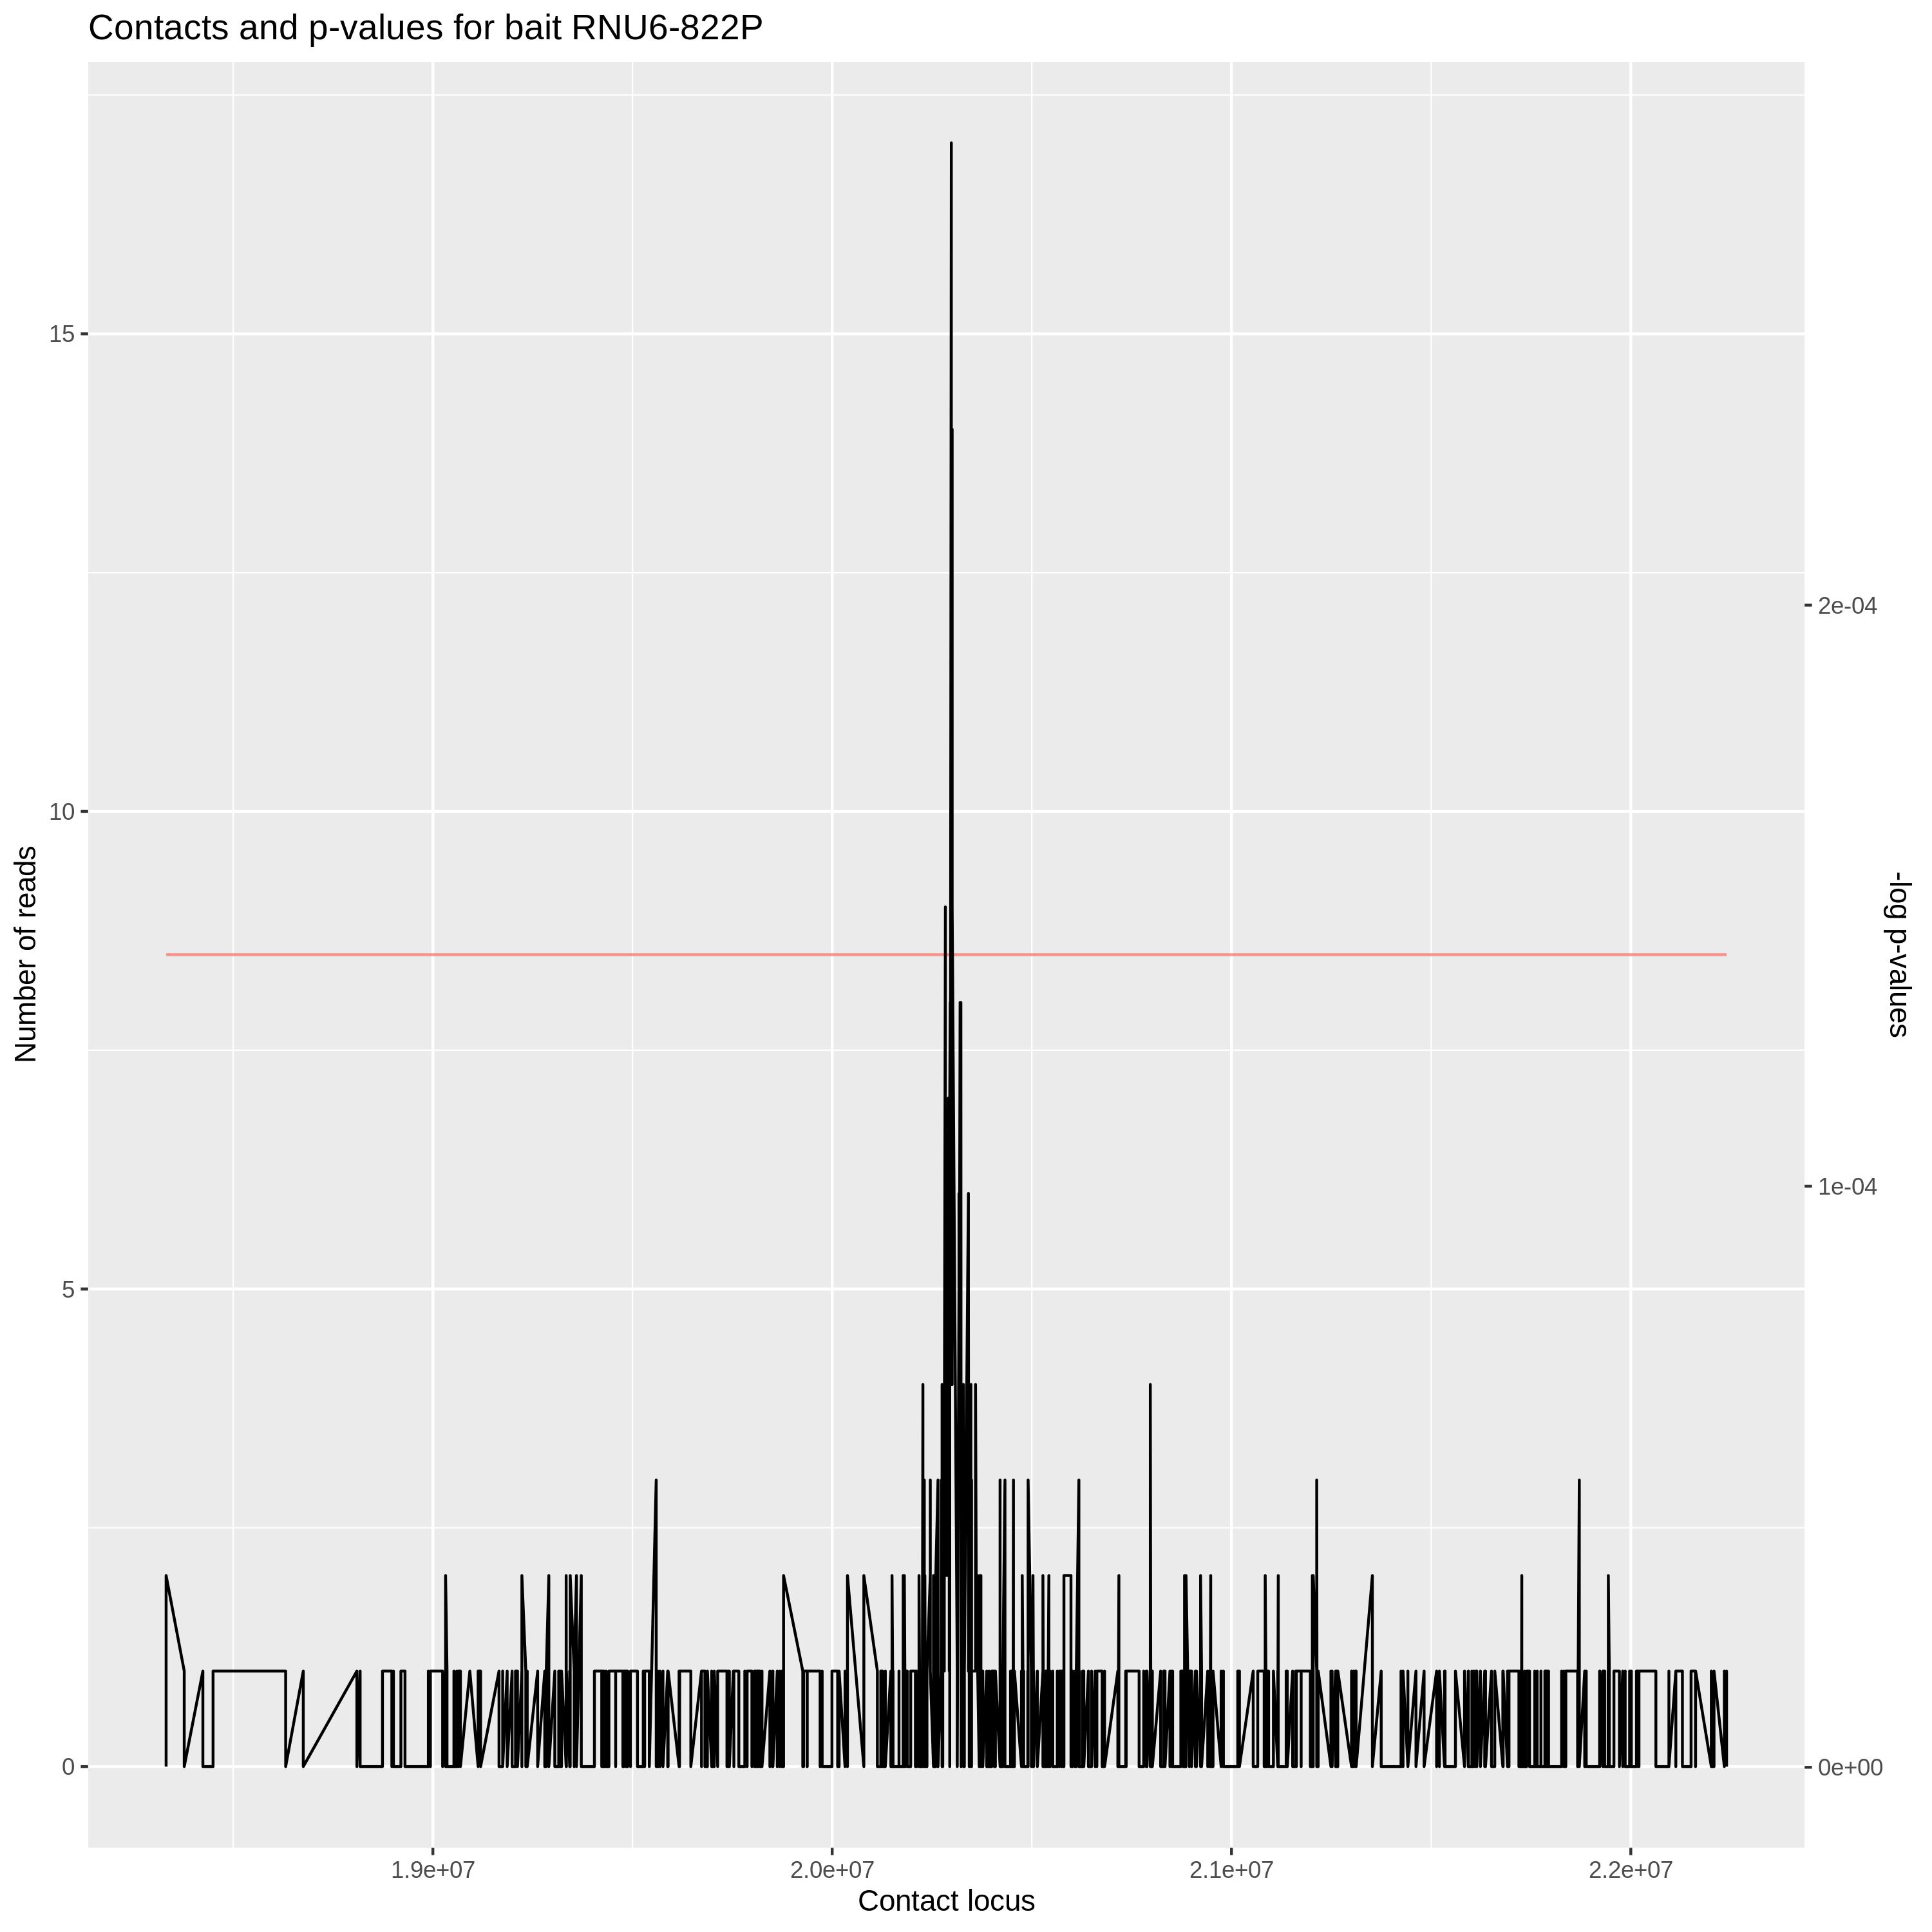 Contacts and p-values for bait RNU6-822P
15
10
5
0
Number of reads
2e-04
1e-04
0e+00
-log p-values
1.9e+07
2.0e+07
2.1e+07
2.2e+07
Contact locus